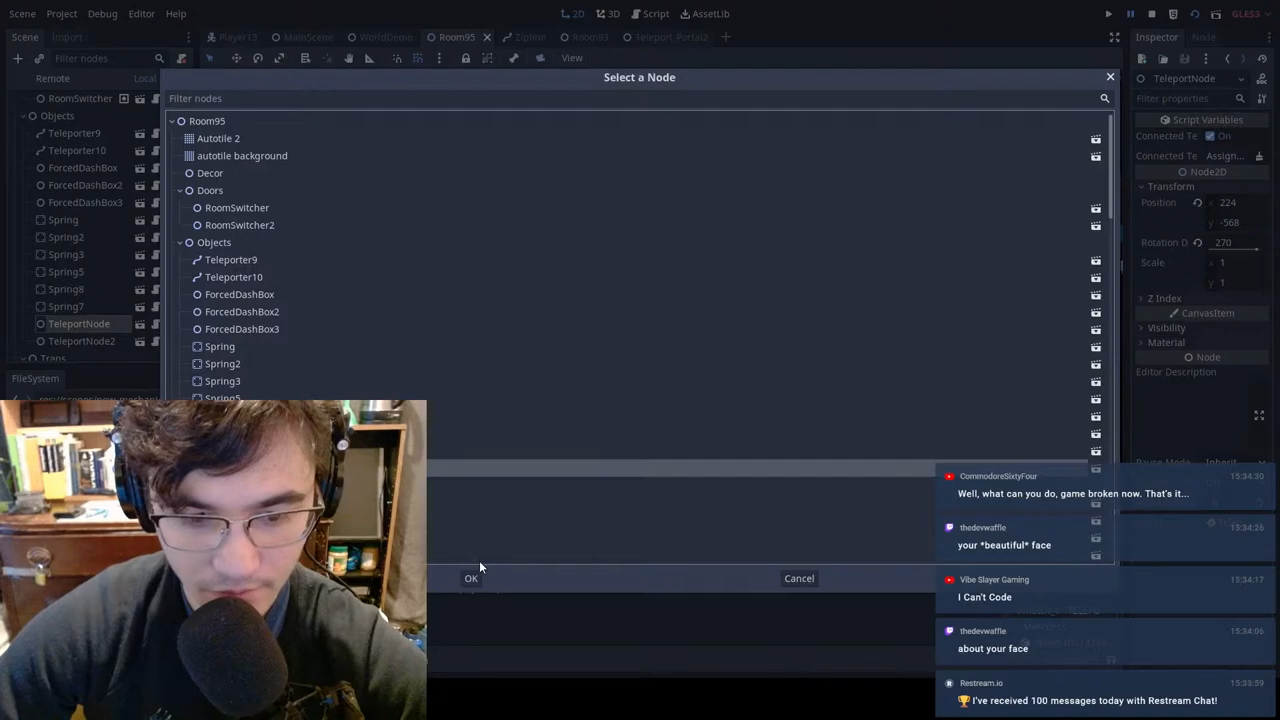 Scene Project Debug Editor Help
2D 3D Script AssetLib
GLES3
Scene Import
Player13 MathScene WorldDemo Room95 Zipline Room93 Teleport_Portal2
Inspector Node
Filter nodes
View
Remote Local
Select a Node
TeleportNode
Filter nodes
Filter properties
RoomSwitcher
Objects
Teleporter9
Teleporter10
ForcedDashBox
ForcedDashBox2
ForcedDashBox3
Spring
Spring2
Spring3
Spring5
Spring8
Spring7
TeleportNode
TeleportNode2
Trans
FileSystem
Room95
Autotile 2
autotile background
Decor
Doors
RoomSwitcher
RoomSwitcher2
Objects
Teleporter9
Teleporter10
ForcedDashBox
ForcedDashBox2
ForcedDashBox3
Spring
Spring2
Spring3
Spring5
OK Cancel
Script Variables
Connected Te On
Connected Te Assign...
Node2D
Transform
Position x 224
y -568
Rotation D 270
Scale x 1
y 1
Z Index
CanvasItem
Visibility
Material
Node
Editor Description
Pause Mode Inherit
CommodoreSixtyFour 15:34:30
Well, what can you do, game broken now. That's it...
thedevwaffle 15:34:26
your *beautiful* face
Vibe Slayer Gaming 15:34:17
I Can't Code
thedevwaffle 15:34:06
about your face
Restream.io 15:33:59
🏆 I've received 100 messages today with Restream Chat!